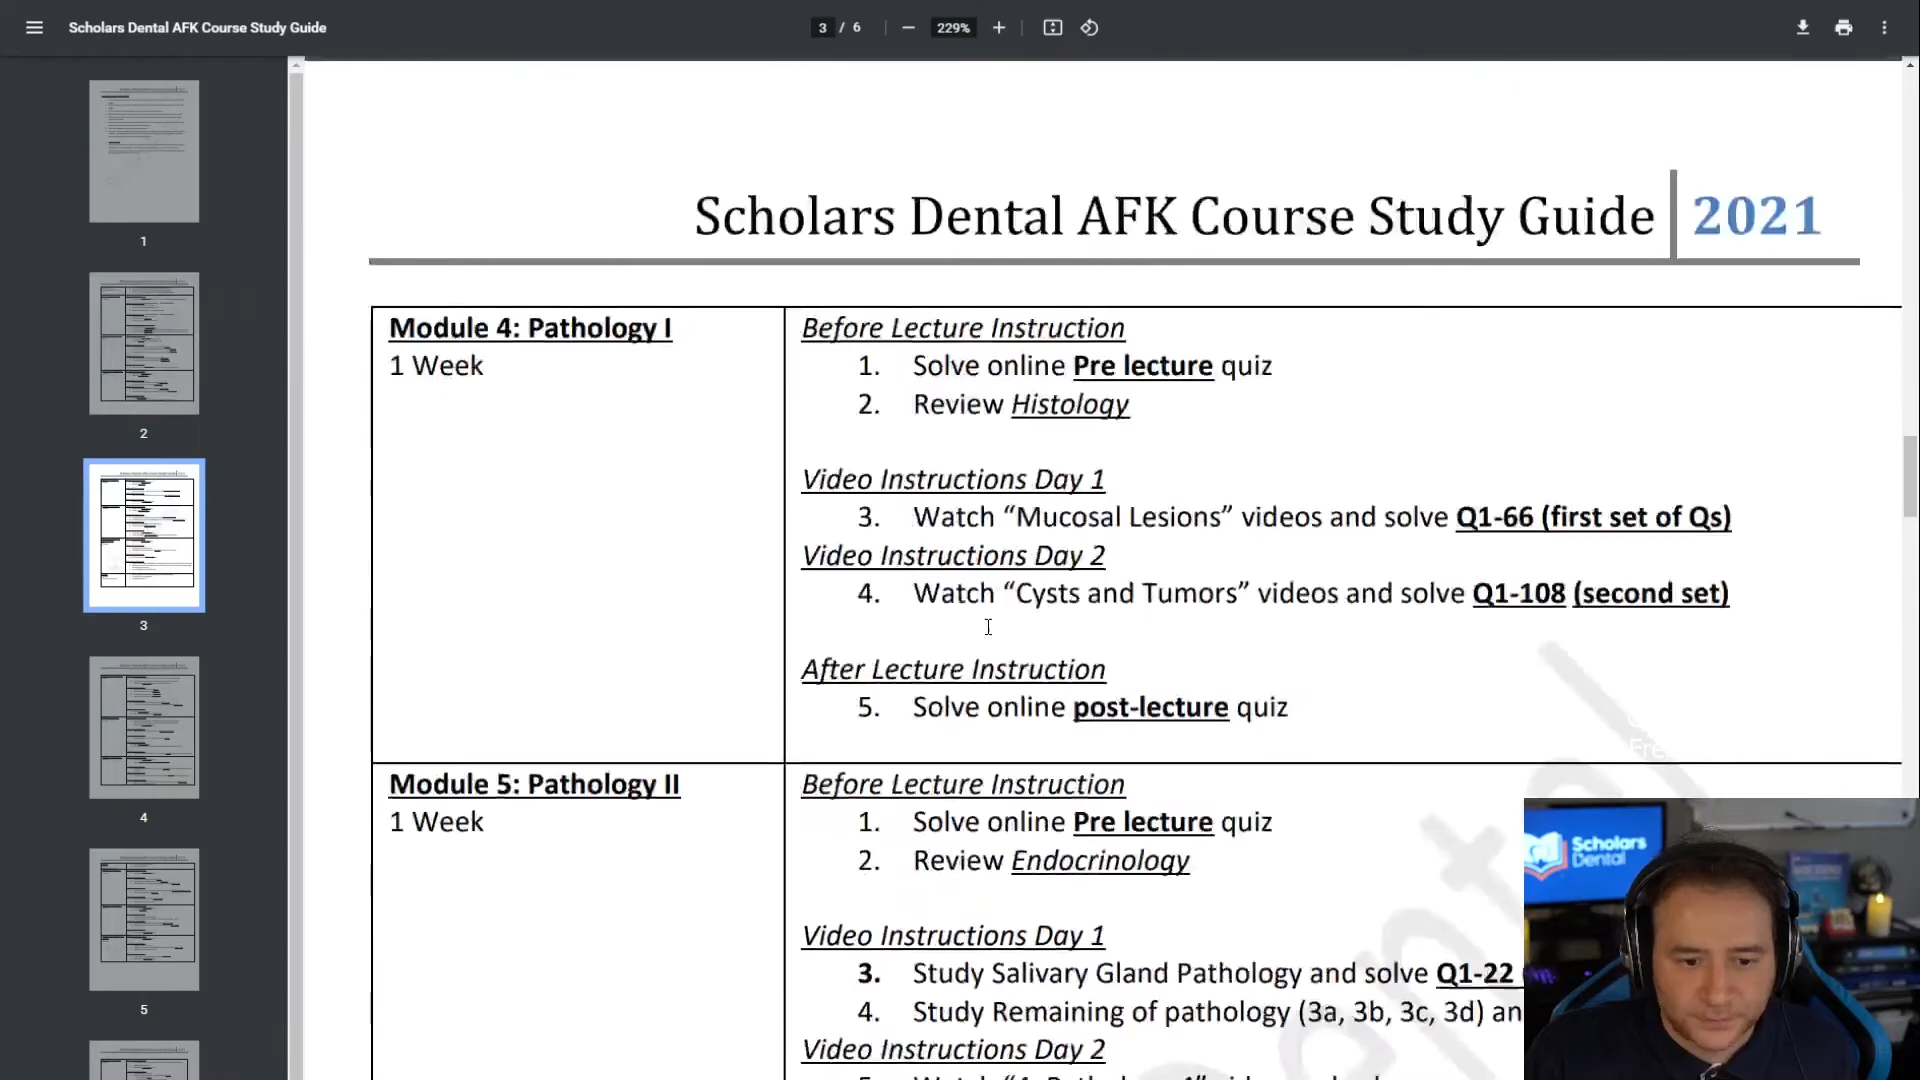 Scholars Dental AFK Course Study Guide
3 / 6
229%
1
2
3
4
5
Scholars Dental AFK Course Study Guide 2021
Module 4: Pathology I
1 Week
Before Lecture Instruction
1. Solve online Pre lecture quiz
2. Review Histology
Video Instructions Day 1
3. Watch “Mucosal Lesions” videos and solve Q1-66 (first set of Qs)
Video Instructions Day 2
4. Watch “Cysts and Tumors” videos and solve Q1-108 (second set)
After Lecture Instruction
5. Solve online post-lecture quiz
Module 5: Pathology II
1 Week
Before Lecture Instruction
1. Solve online Pre lecture quiz
2. Review Endocrinology
Video Instructions Day 1
3. Study Salivary Gland Pathology and solve Q1-22
4. Study Remaining of pathology (3a, 3b, 3c, 3d) an
Video Instructions Day 2
Scholars
Dental